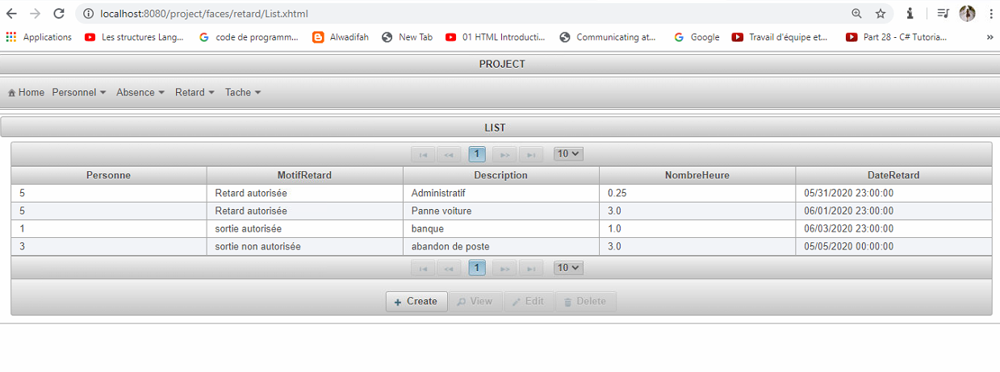 localhost:8080/project/faces/retard/List.xhtml
Applications Les structures Lang... code de programm... Alwadifah New Tab 01 HTML Introducti... Communicating at... Google Travail d'équipe et... Part 28 - C# Tutoria... »
PROJECT
Home Personnel Absence Retard Tache
LIST
1 10
Personne MotifRetard Description NombreHeure DateRetard
5 Retard autorisée Administratif 0.25 05/31/2020 23:00:00
5 Retard autorisée Panne voiture 3.0 06/01/2020 23:00:00
1 sortie autorisée banque 1.0 06/03/2020 23:00:00
3 sortie non autorisée abandon de poste 3.0 05/05/2020 00:00:00
1 10
Create View Edit Delete